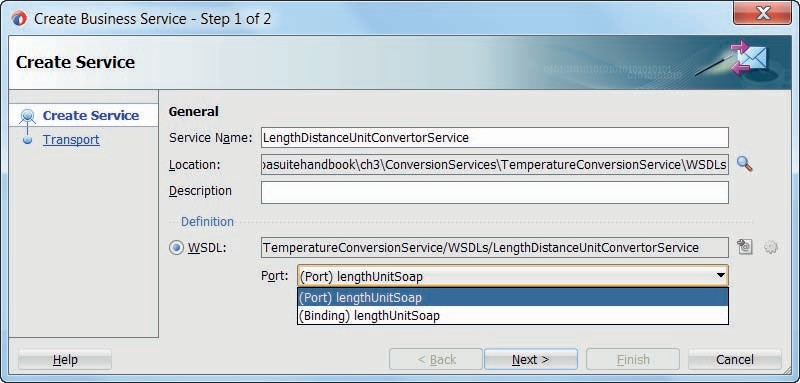 Create Business Service - Step 1 of 2
Create Service
Create Service
Transport
General
Service Name: LengthDistanceUnitConvertorService
Location: asuitehandbook\ch3\ConversionServices\TemperatureConversionService\WSDLs
Description
Definition
WSDL: TemperatureConversionService/WSDLs/LengthDistanceUnitConvertorService
Port: (Port) lengthUnitSoap
(Port) lengthUnitSoap
(Binding) lengthUnitSoap
Help
< Back
Next >
Finish
Cancel